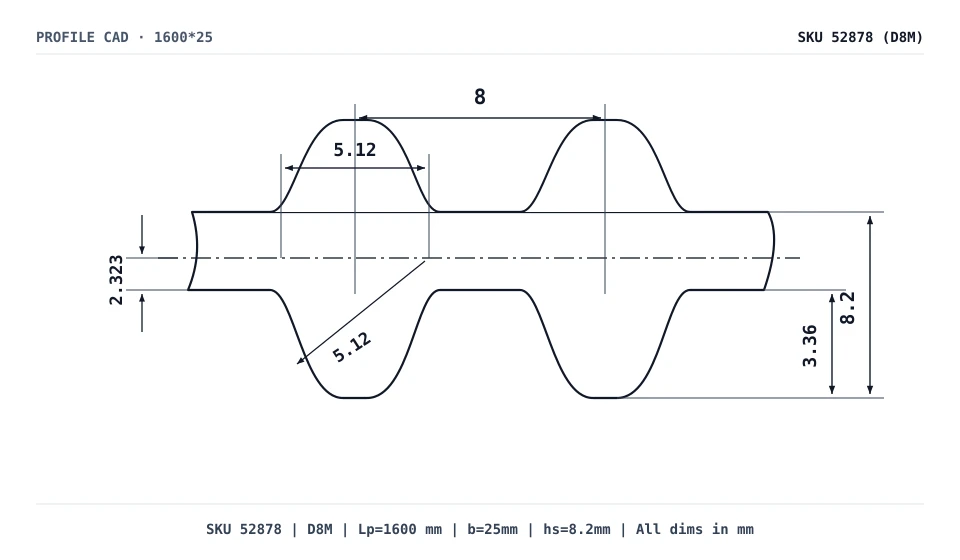 PROFILE CAD · 1600*25
SKU 52878 (D8M)
8
5.12
2.323
5.12
3.36
8.2
SKU 52878 | D8M | Lp=1600 mm | b=25mm | hs=8.2mm | All dims in mm